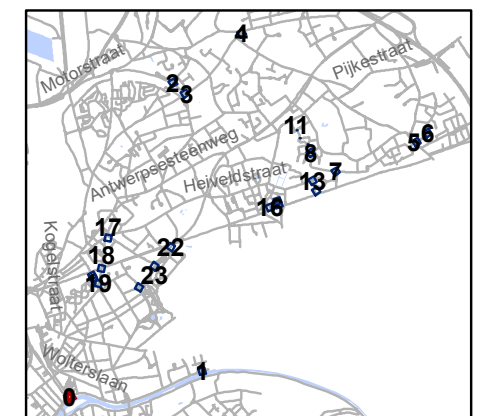 4
Motorstraat
Pijkestraat
2
3
11
6
5
Antwerpsesteenweg
8
7
Heiveldstraat
13
16
17
Kogelstraat
22
18
23
19
Wolterslaan
1
0